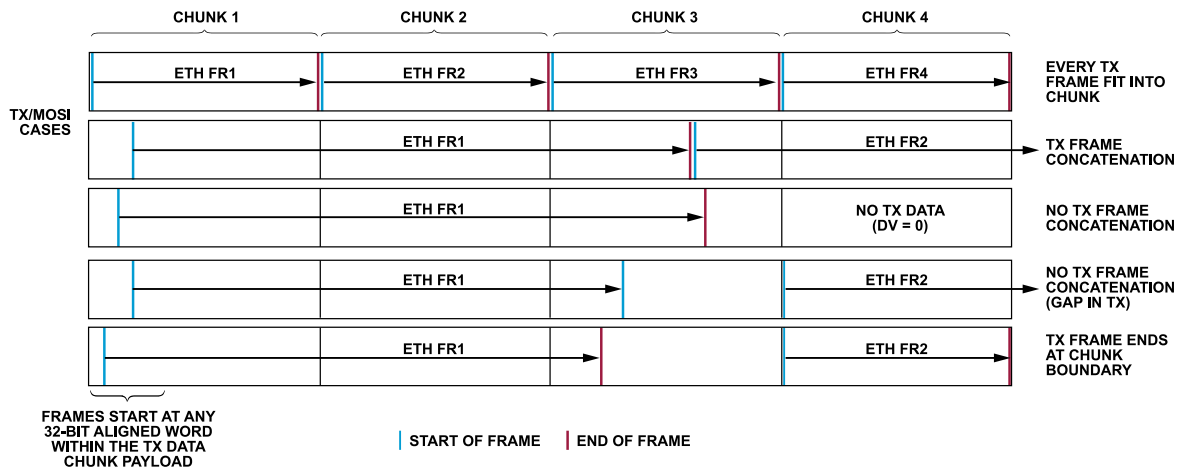 CHUNK 1 CHUNK 2 CHUNK 3 CHUNK 4
TX/MOSI
CASES
ETH FR1 ETH FR2 ETH FR3 ETH FR4
EVERY TX
FRAME FIT INTO
CHUNK
ETH FR1 ETH FR2
TX FRAME
CONCATENATION
ETH FR1
NO TX DATA
(DV = 0)
NO TX FRAME
CONCATENATION
ETH FR1 ETH FR2
NO TX FRAME
CONCATENATION
(GAP IN TX)
ETH FR1 ETH FR2
TX FRAME ENDS
AT CHUNK
BOUNDARY
FRAMES START AT ANY
32-BIT ALIGNED WORD
WITHIN THE TX DATA
CHUNK PAYLOAD
START OF FRAME END OF FRAME